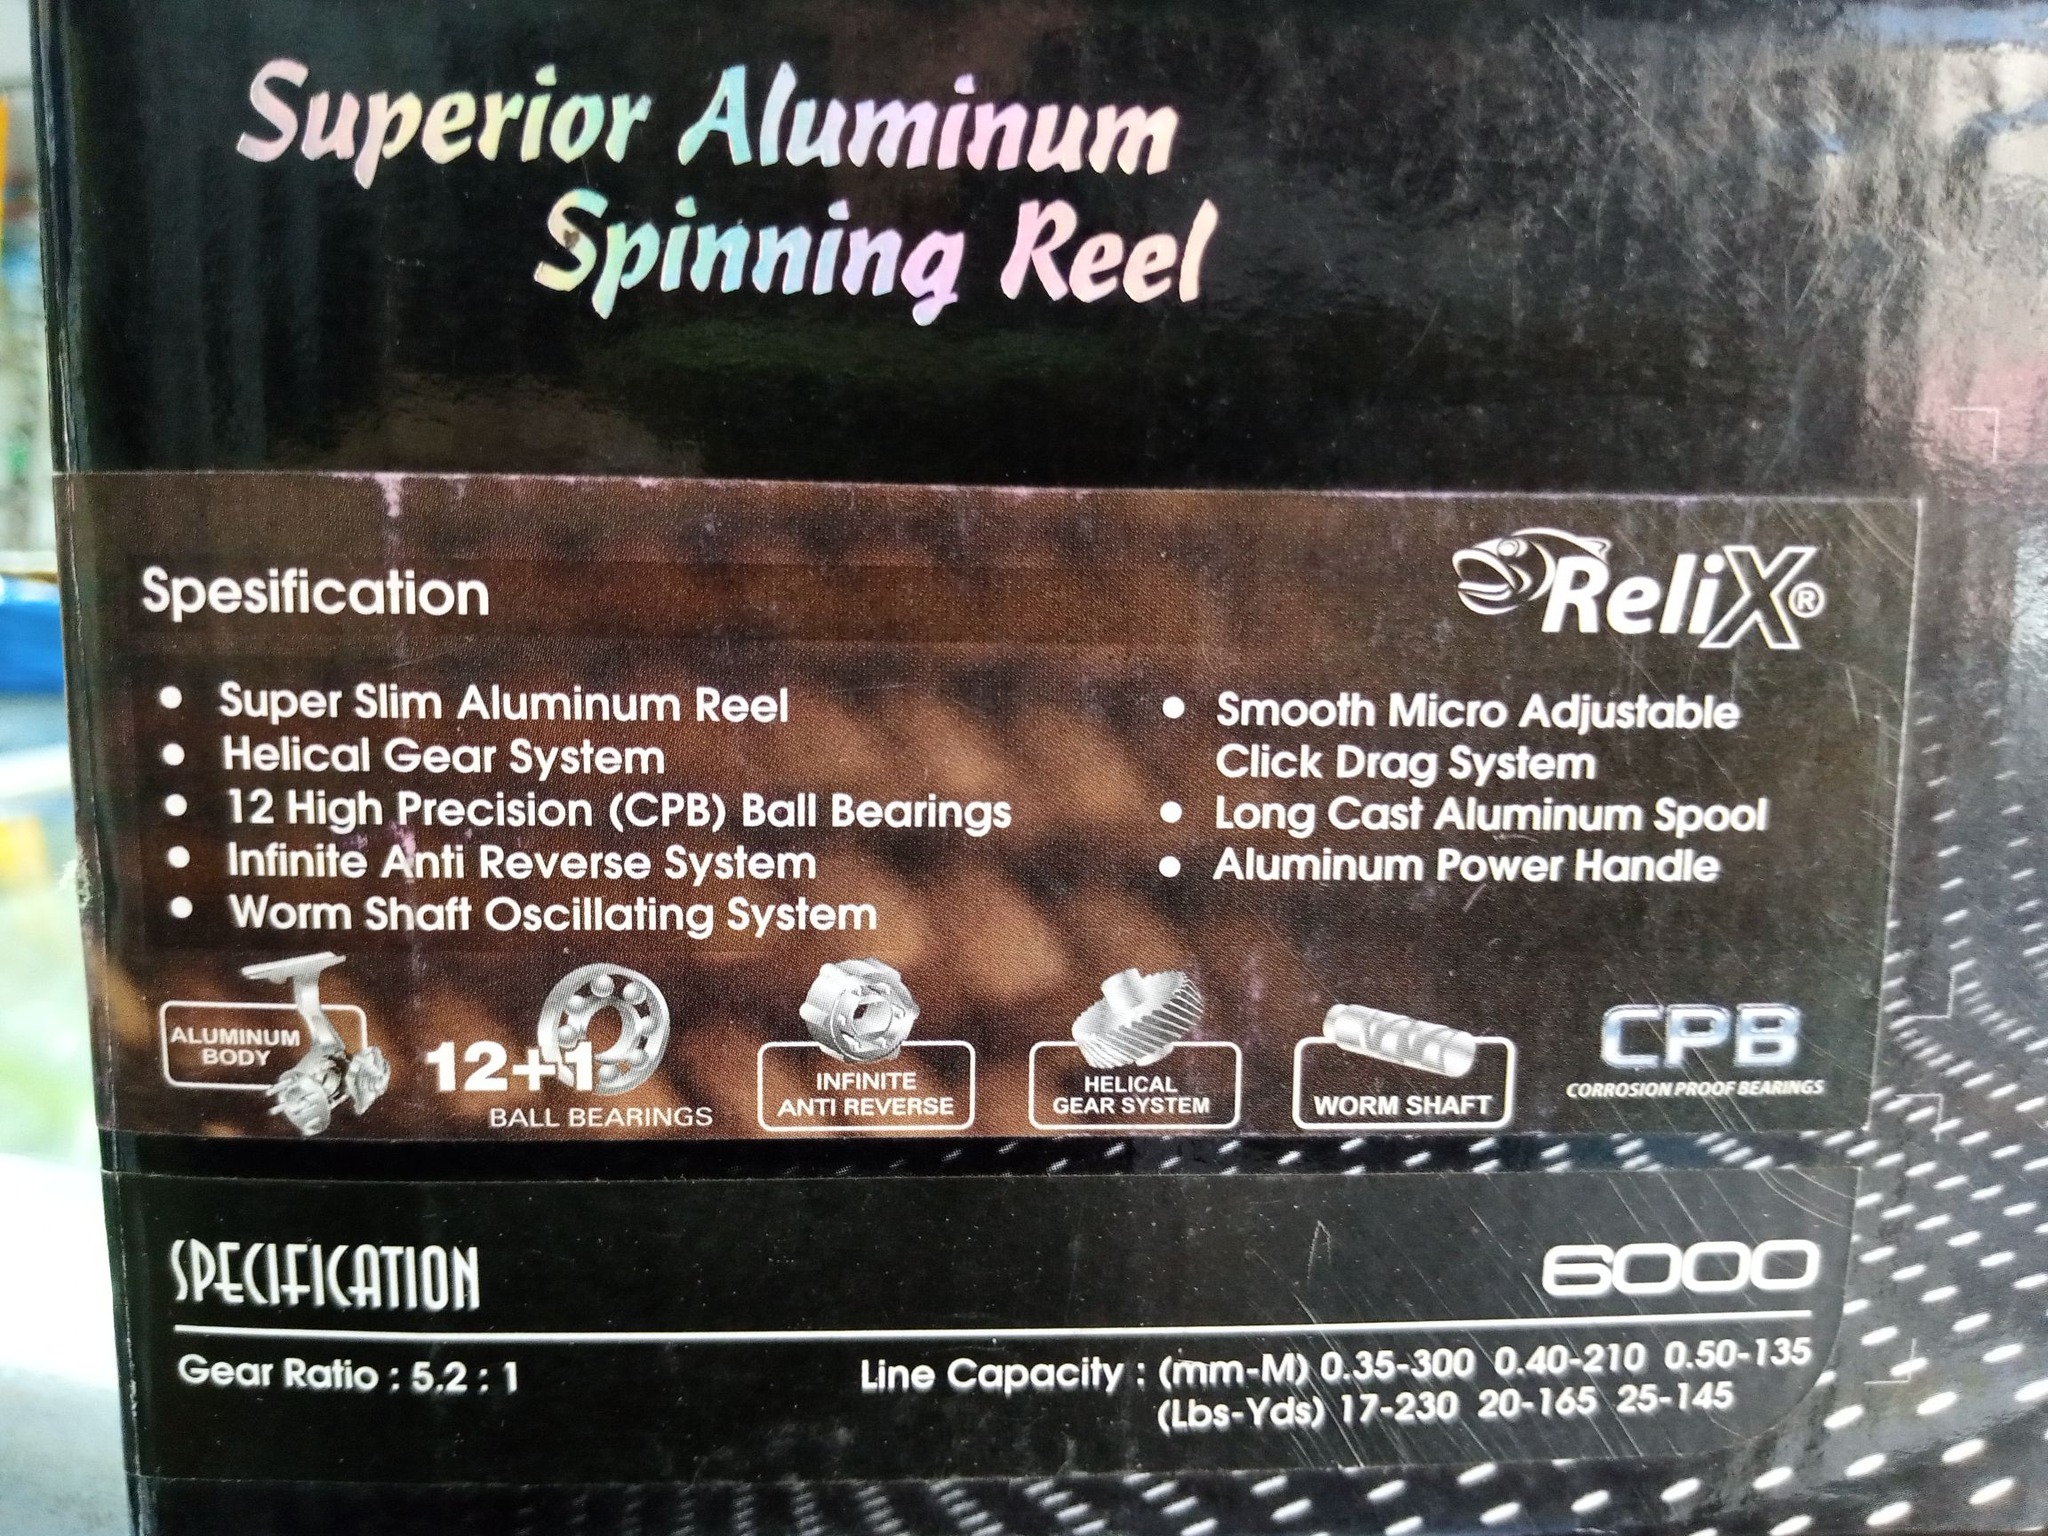 Superior Aluminum
Spinning Reel
Spesification
ReliX®
• Super Slim Aluminum Reel
• Helical Gear System
• 12 High Precision (CPB) Ball Bearings
• Infinite Anti Reverse System
• Worm Shaft Oscillating System
• Smooth Micro Adjustable
Click Drag System
• Long Cast Aluminum Spool
• Aluminum Power Handle
ALUMINUM
BODY
12+1
BALL BEARINGS
INFINITE
ANTI REVERSE
HELICAL
GEAR SYSTEM
WORM SHAFT
CPB
CORROSION PROOF BEARINGS
SPECIFICATION
6000
Gear Ratio : 5.2 : 1
Line Capacity : (mm-M) 0.35-300 0.40-210 0.50-135
(Lbs-Yds) 17-230 20-165 25-145